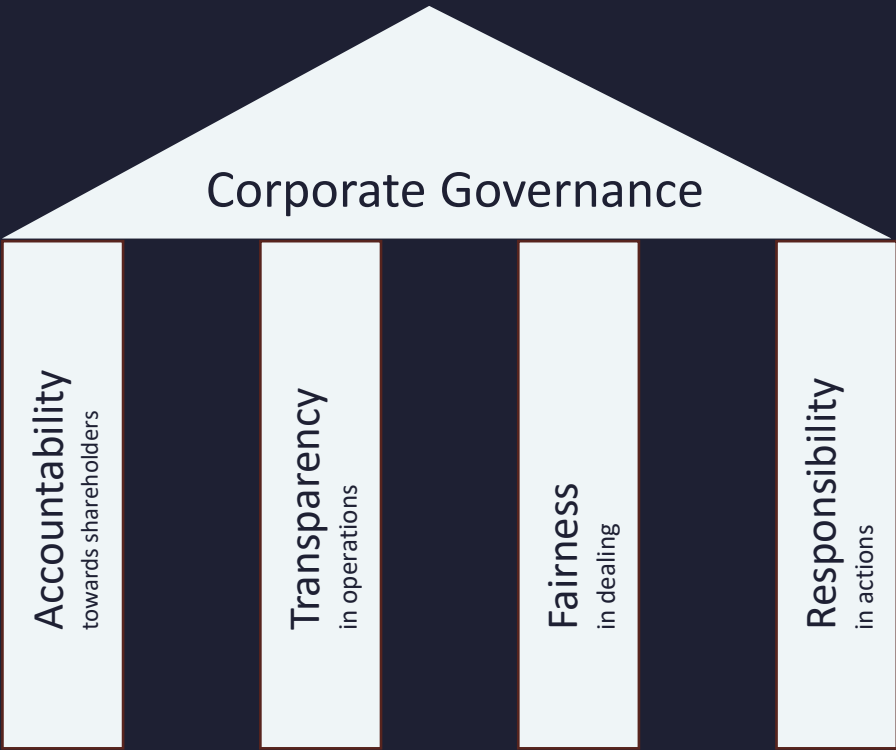 Corporate Governance
Accountability
towards shareholders
Transparency
in operations
Fairness
in dealing
Responsibility
in actions